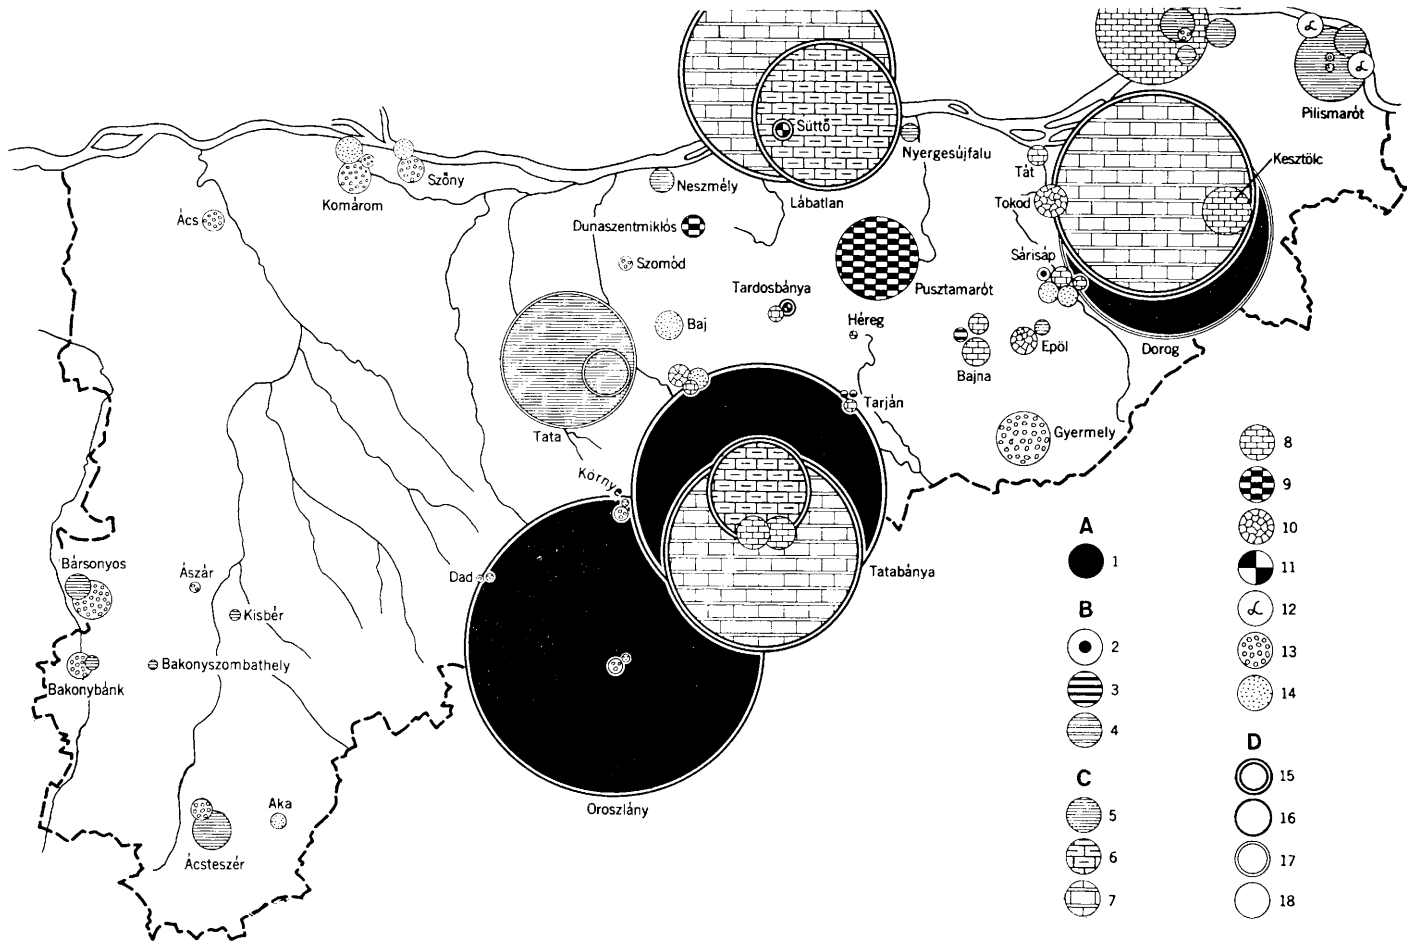 Pilismarót
Süttő
Nyergesújfalu
Kesztölc
Tát
Szőny
Neszmély
Komárom
Lábatlan
Tokod
Ács
Dunaszentmiklós
Sárisáp
Szomód
Tardosbánya
Pusztamarót
Baj
Héreg
Epöl
Dorog
Bajna
Tarján
Tata
Gyermely
Környe
8
9
A
10
1
Bársonyos
Ászár
Dad
Tatabánya
11
B
12
Kisbér
2
13
Bakonyszombathely
Bakonybánk
3
14
4
D
C
15
Oroszlány
Aka
5
16
Ácsteszér
6
17
7
18
L
L
L